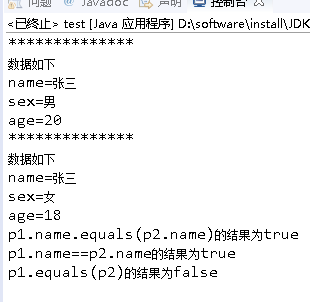 问题 @ Javadoc 声明 控制台
<已终止> test [Java 应用程序] D:\software\install\JDK
**************
数据如下
name=张三
sex=男
age=20
**************
数据如下
name=张三
sex=女
age=18
p1.name.equals(p2.name)的结果为true
p1.name==p2.name的结果为true
p1.equals(p2)的结果为false